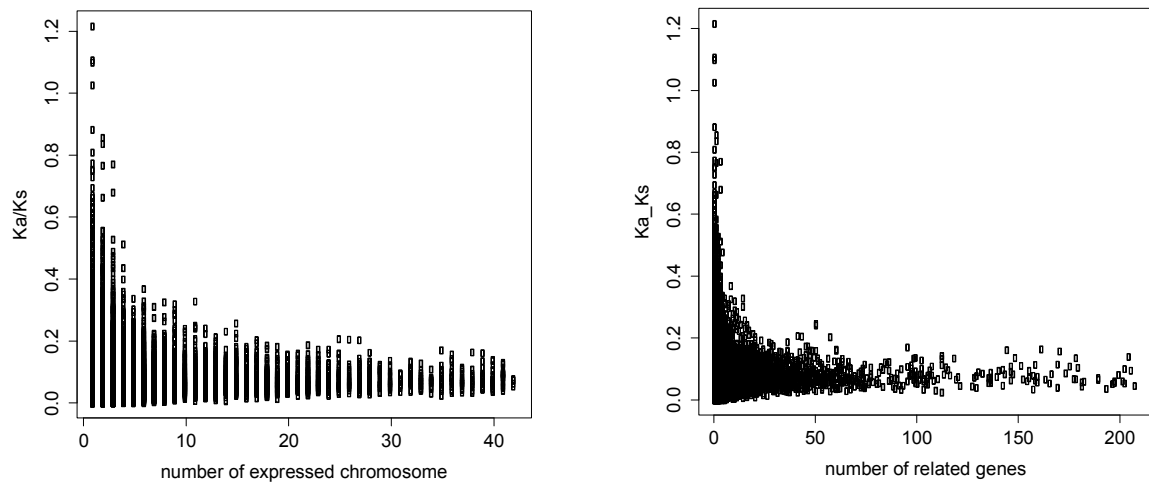 Ka/Ks
0.0 0.2 0.4 0.6 0.8 1.0 1.2
0 10 20 30 40
number of expressed chromosome
Ka_Ks
0.0 0.2 0.4 0.6 0.8 1.0 1.2
0 50 100 150 200
number of related genes